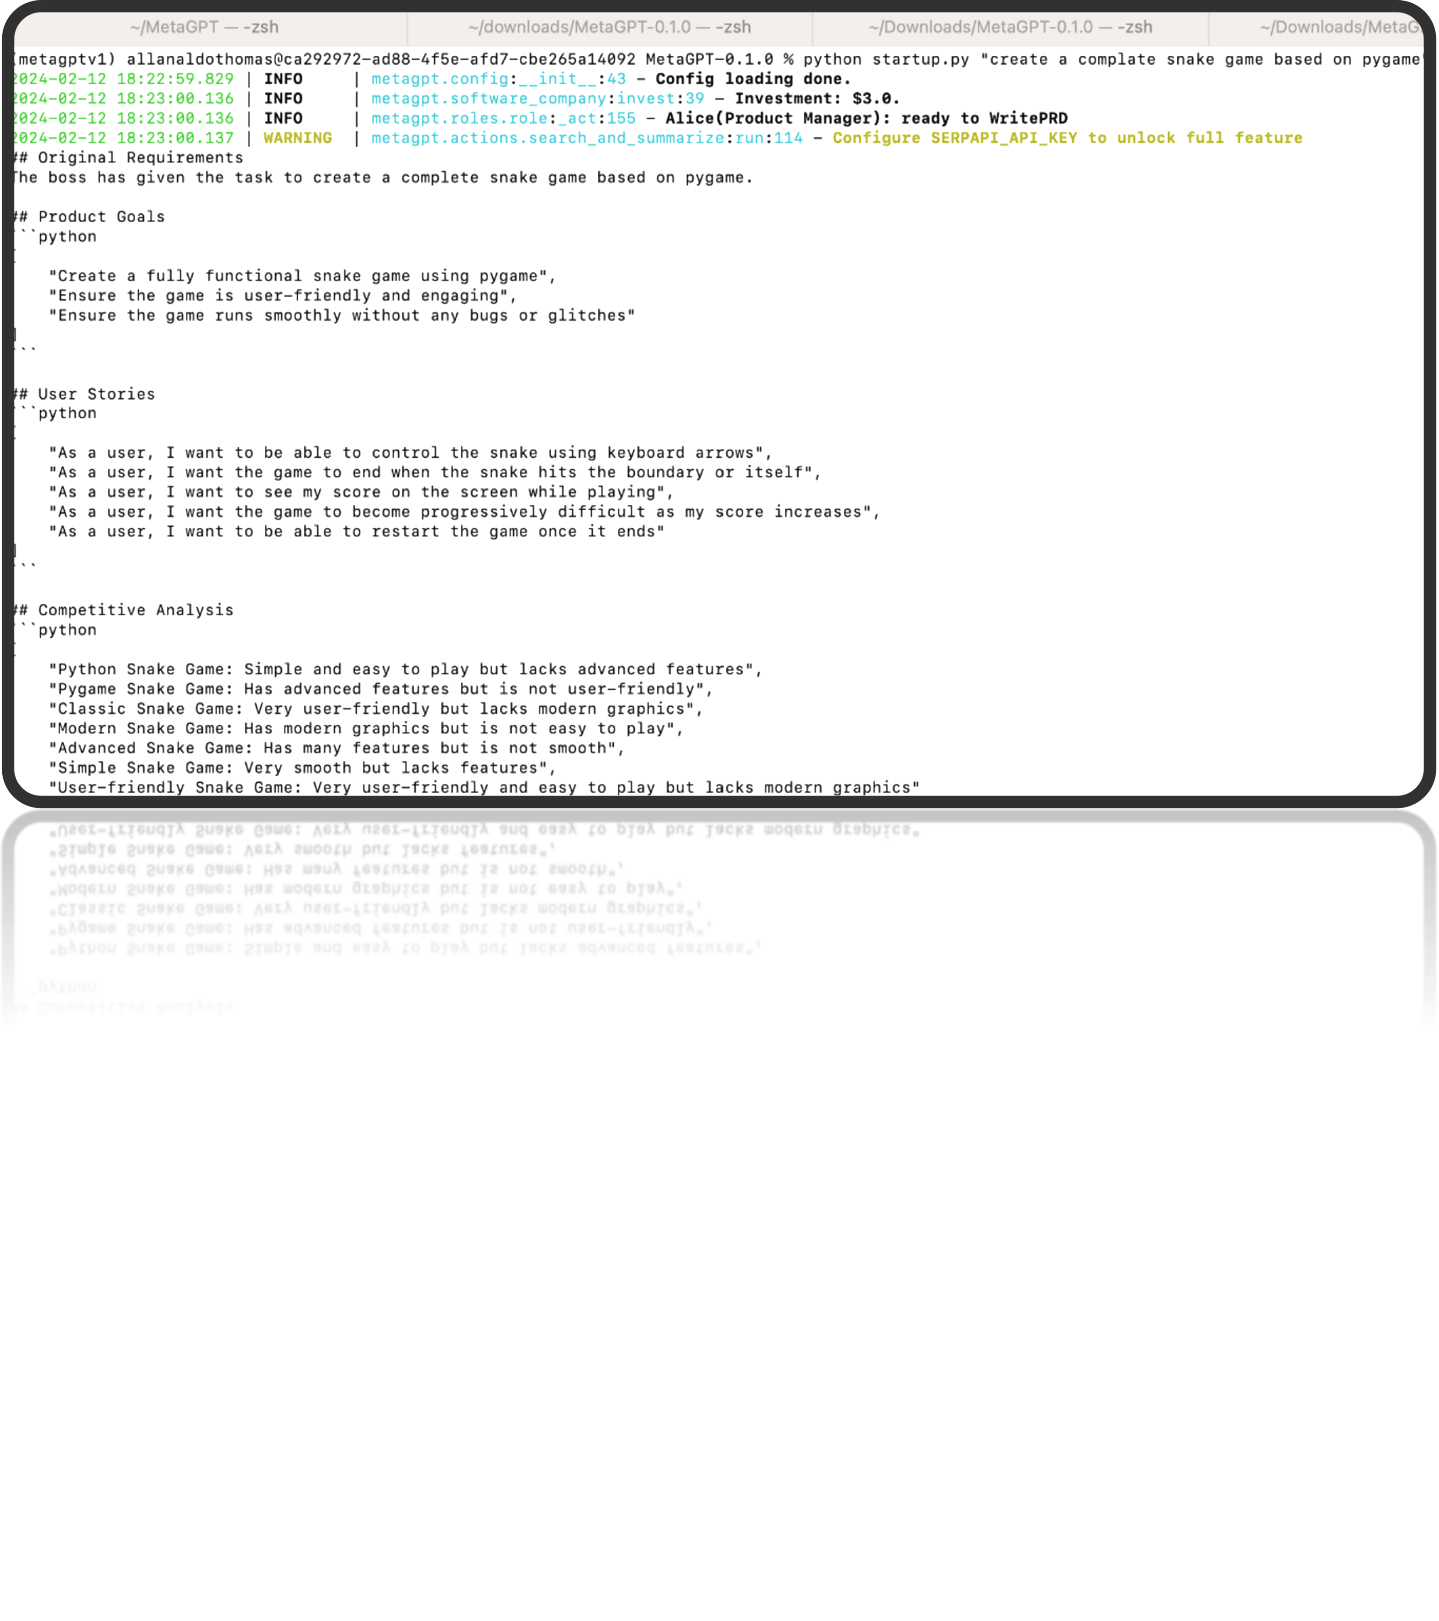 ~/MetaGPT — -zsh
~/downloads/MetaGPT-0.1.0 — -zsh
~/Downloads/MetaGPT-0.1.0 — -zsh
~/Downloads/MetaG
(metagptv1) allanaldothomas@ca292972-ad88-4f5e-afd7-cbe265a14092 MetaGPT-0.1.0 % python startup.py "create a complate snake game based on pygame"
2024-02-12 18:22:59.829 | INFO | metagpt.config:__init__:43 - Config loading done.
2024-02-12 18:23:00.136 | INFO | metagpt.software_company:invest:39 - Investment: $3.0.
2024-02-12 18:23:00.136 | INFO | metagpt.roles.role:_act:155 - Alice(Product Manager): ready to WritePRD
2024-02-12 18:23:00.137 | WARNING | metagpt.actions.search_and_summarize:run:114 - Configure SERPAPI_API_KEY to unlock full feature
## Original Requirements
The boss has given the task to create a complete snake game based on pygame.
## Product Goals
```python
[
"Create a fully functional snake game using pygame",
"Ensure the game is user-friendly and engaging",
"Ensure the game runs smoothly without any bugs or glitches"
]
```
## User Stories
```python
[
"As a user, I want to be able to control the snake using keyboard arrows",
"As a user, I want the game to end when the snake hits the boundary or itself",
"As a user, I want to see my score on the screen while playing",
"As a user, I want the game to become progressively difficult as my score increases",
"As a user, I want to be able to restart the game once it ends"
]
```
## Competitive Analysis
```python
[
"Python Snake Game: Simple and easy to play but lacks advanced features",
"Pygame Snake Game: Has advanced features but is not user-friendly",
"Classic Snake Game: Very user-friendly but lacks modern graphics",
"Modern Snake Game: Has modern graphics but is not easy to play",
"Advanced Snake Game: Has many features but is not smooth",
"Simple Snake Game: Very smooth but lacks features",
"User-friendly Snake Game: Very user-friendly and easy to play but lacks modern graphics"